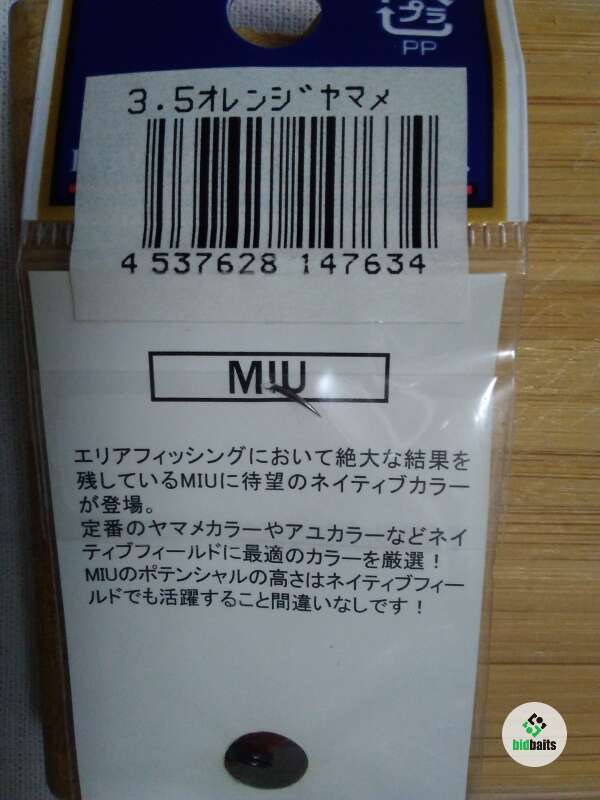 プラ
PP
3.5オレンジヤマメ
4 537628 147634
MIU
エリアフィッシングにおいて絶大な結果を
残しているMIUに待望のネイティブカラー
が登場。
定番のヤマメカラーやアユカラーなどネイ
ティブフィールドに最適のカラーを厳選！
MIUのポテンシャルの高さはネイティブフィー
ルドでも活躍すること間違いなしです！
bidbaits